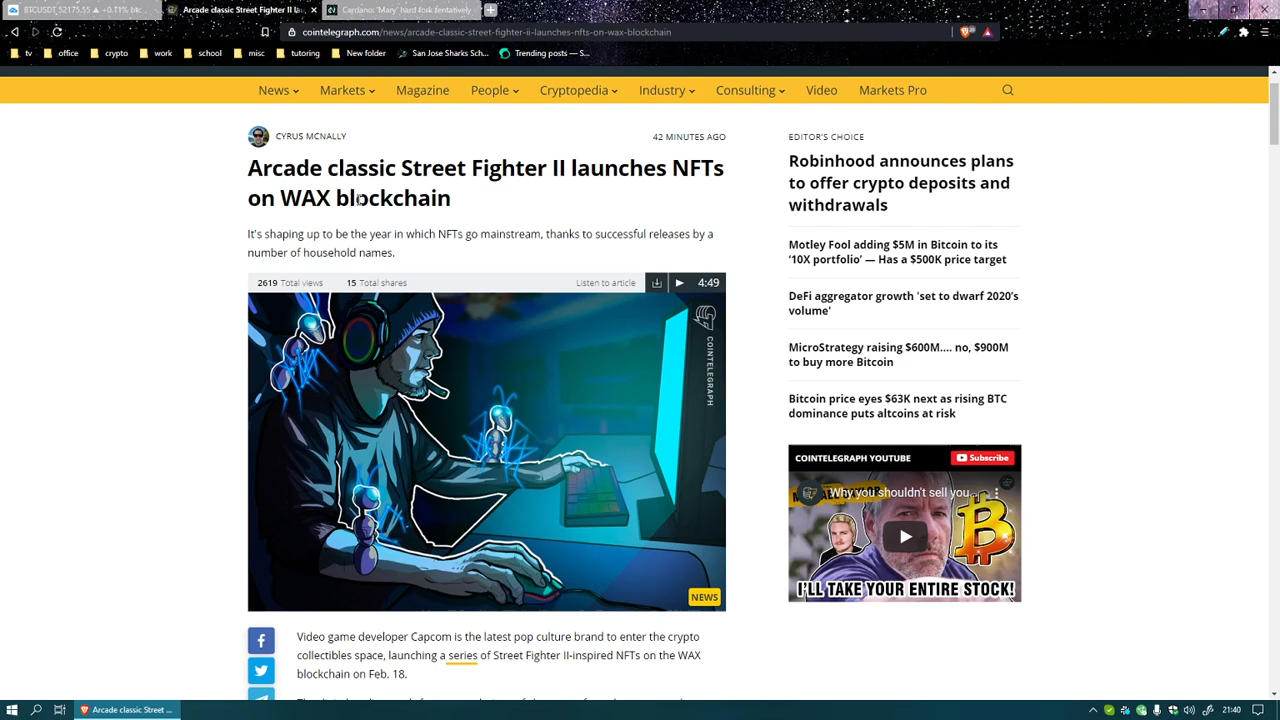 BTCUSDT 52175.55 ▲ +0.71%
Arcade classic Street Fighter II la
Cardano: 'Mary' hard fork tentatively
cointelegraph.com/news/arcade-classic-street-fighter-ii-launches-nfts-on-wax-blockchain
tv office crypto work school misc tutoring New folder San Jose Sharks Sch... Trending posts — S...
News Markets Magazine People Cryptopedia Industry Consulting Video Markets Pro
CYRUS MCNALLY
42 MINUTES AGO
Arcade classic Street Fighter II launches NFTs
on WAX blockchain
It's shaping up to be the year in which NFTs go mainstream, thanks to successful releases by a
number of household names.
2619 Total views 15 Total shares Listen to article 4:49
COINTELEGRAPH
NEWS
Video game developer Capcom is the latest pop culture brand to enter the crypto
collectibles space, launching a series of Street Fighter II-inspired NFTs on the WAX
blockchain on Feb. 18.
EDITOR'S CHOICE
Robinhood announces plans
to offer crypto deposits and
withdrawals
Motley Fool adding $5M in Bitcoin to its
'10X portfolio' — Has a $500K price target
DeFi aggregator growth 'set to dwarf 2020's
volume'
MicroStrategy raising $600M.... no, $900M
to buy more Bitcoin
Bitcoin price eyes $63K next as rising BTC
dominance puts altcoins at risk
COINTELEGRAPH YOUTUBE Subscribe
Why you shouldn't sell you...
I'LL TAKE YOUR ENTIRE STOCK!
Arcade classic Street ...
21:40